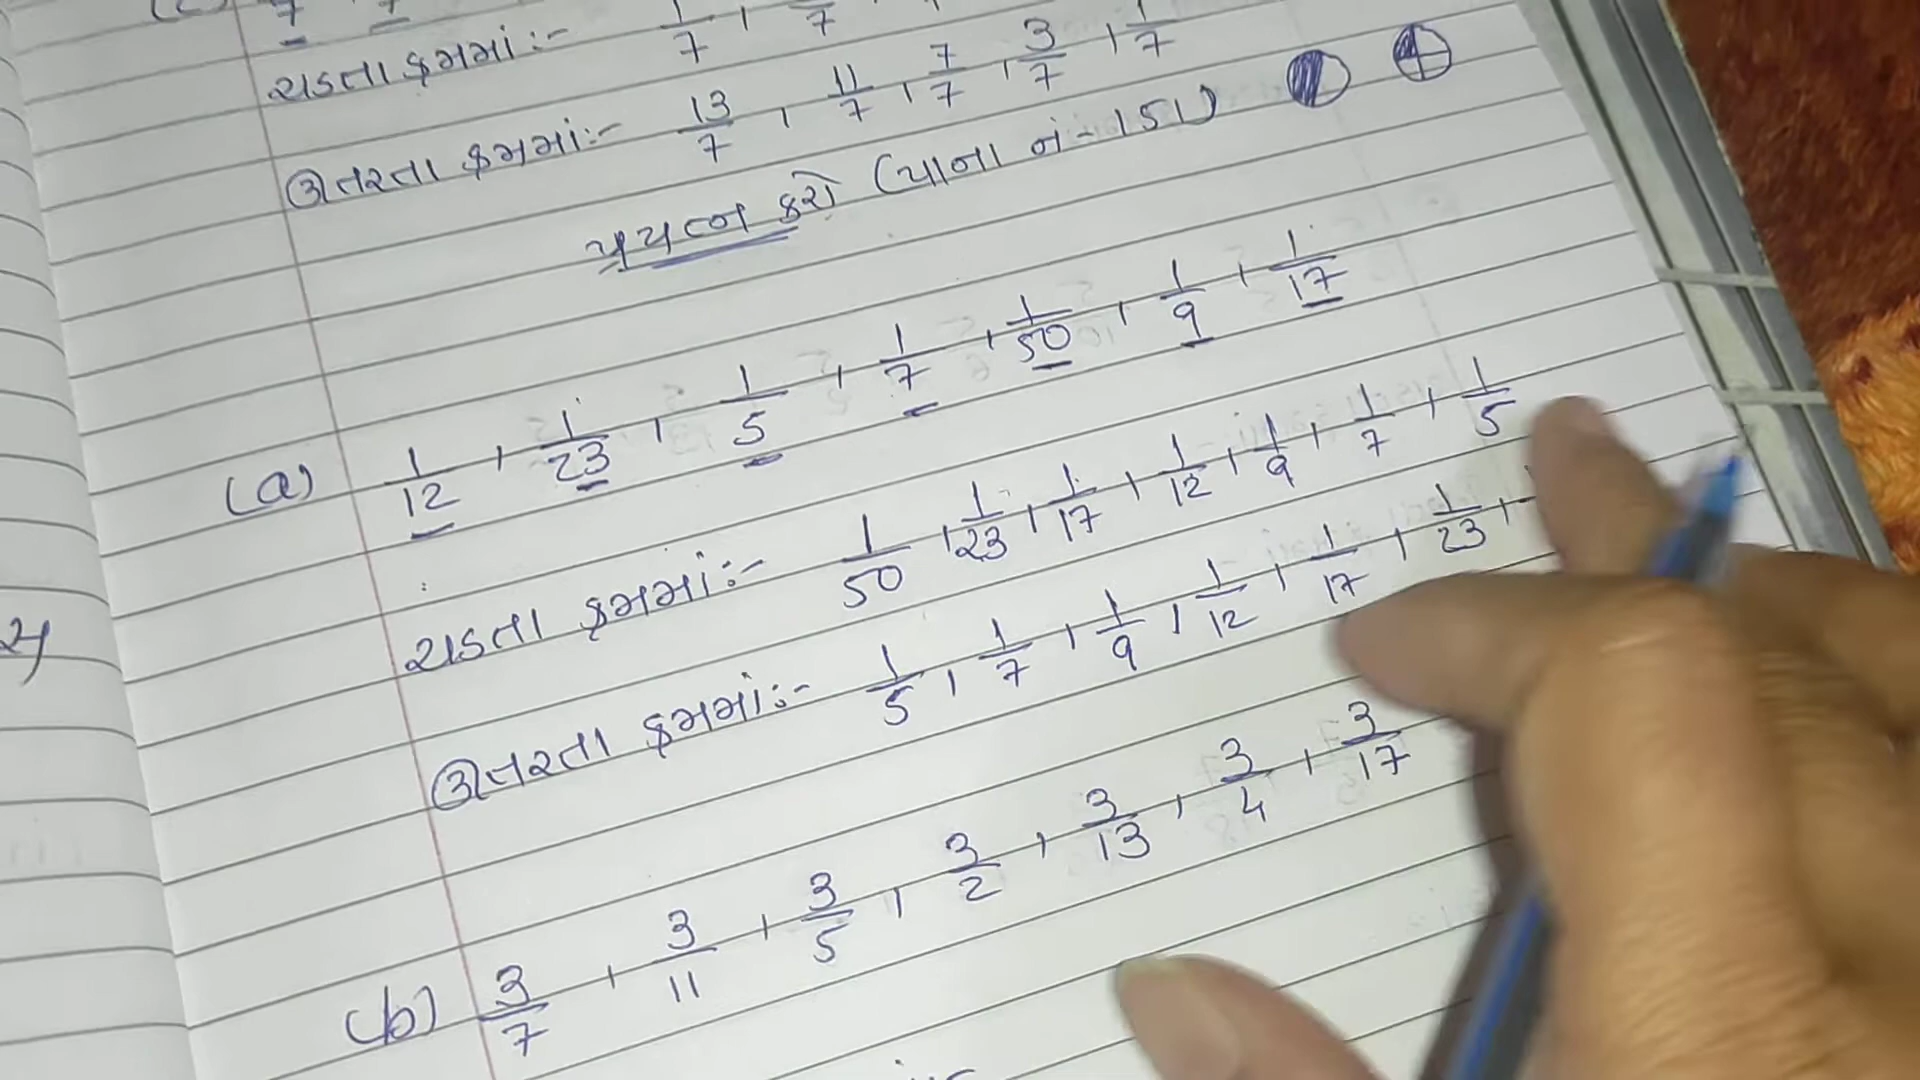 ચડતા ક્રમમાં:- 1/7 , /7
ઊતરતા ક્રમમાં:- 13/7 , 11/7 , 7/7 , 3/7 , 1/7
પ્રયત્ન કરો (પાના નં - 151)
(a) 1/12 , 1/23 , 1/5 , 1/7 , 1/50 , 1/9 , 1/17
ચડતા ક્રમમાં:- 1/50 , 1/23 , 1/17 , 1/12 , 1/9 , 1/7 , 1/5
ઊતરતા ક્રમમાં:- 1/5 , 1/7 , 1/9 , 1/12 , 1/17 , 1/23 ,
(b) 3/7 , 3/11 , 3/5 , 3/2 , 3/13 , 3/4 , 3/17